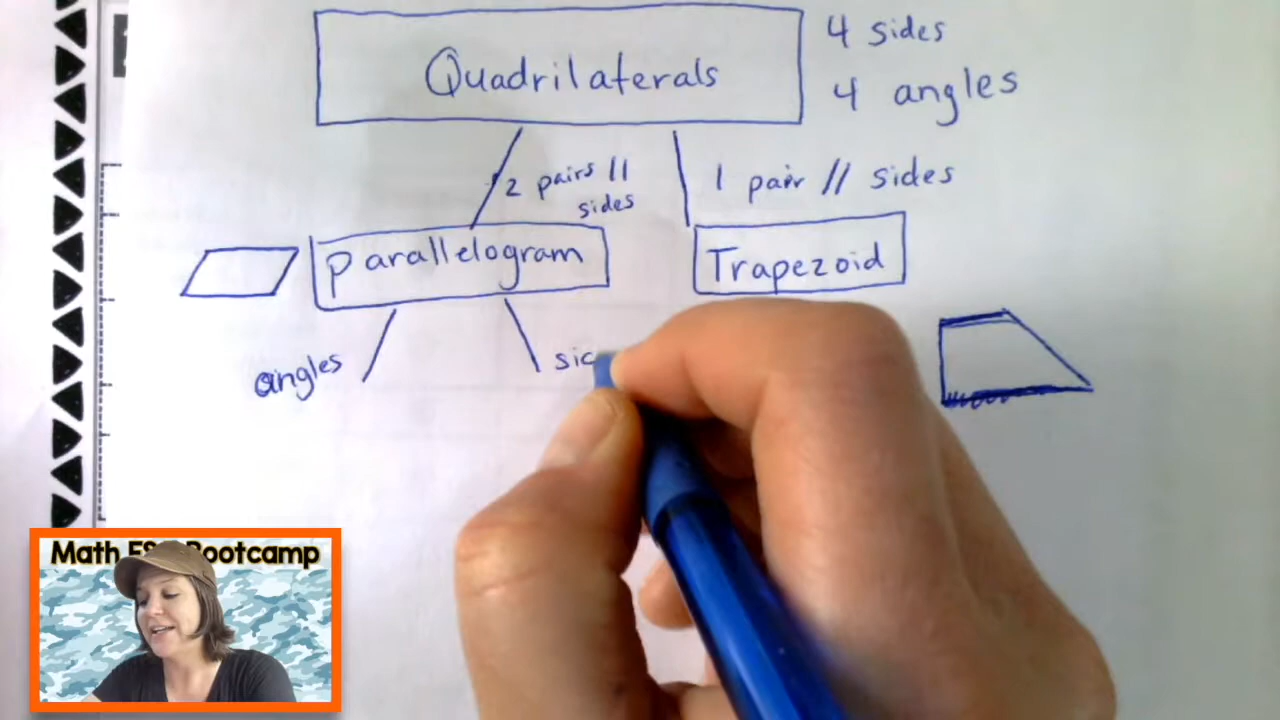 Quadrilaterals
4 sides
4 angles
2 pairs //
sides
1 pair // sides
parallelogram
Trapezoid
angles
Math Bootcamp